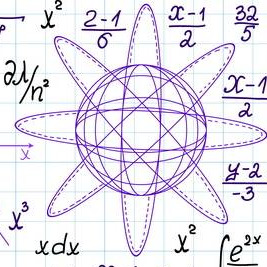 x² (2-1)/6 (x-1)/2 32/5
∂λ/n² (x-1)/2
x
(y-2)/-3
x³
xdx x² ∫e²ˣ